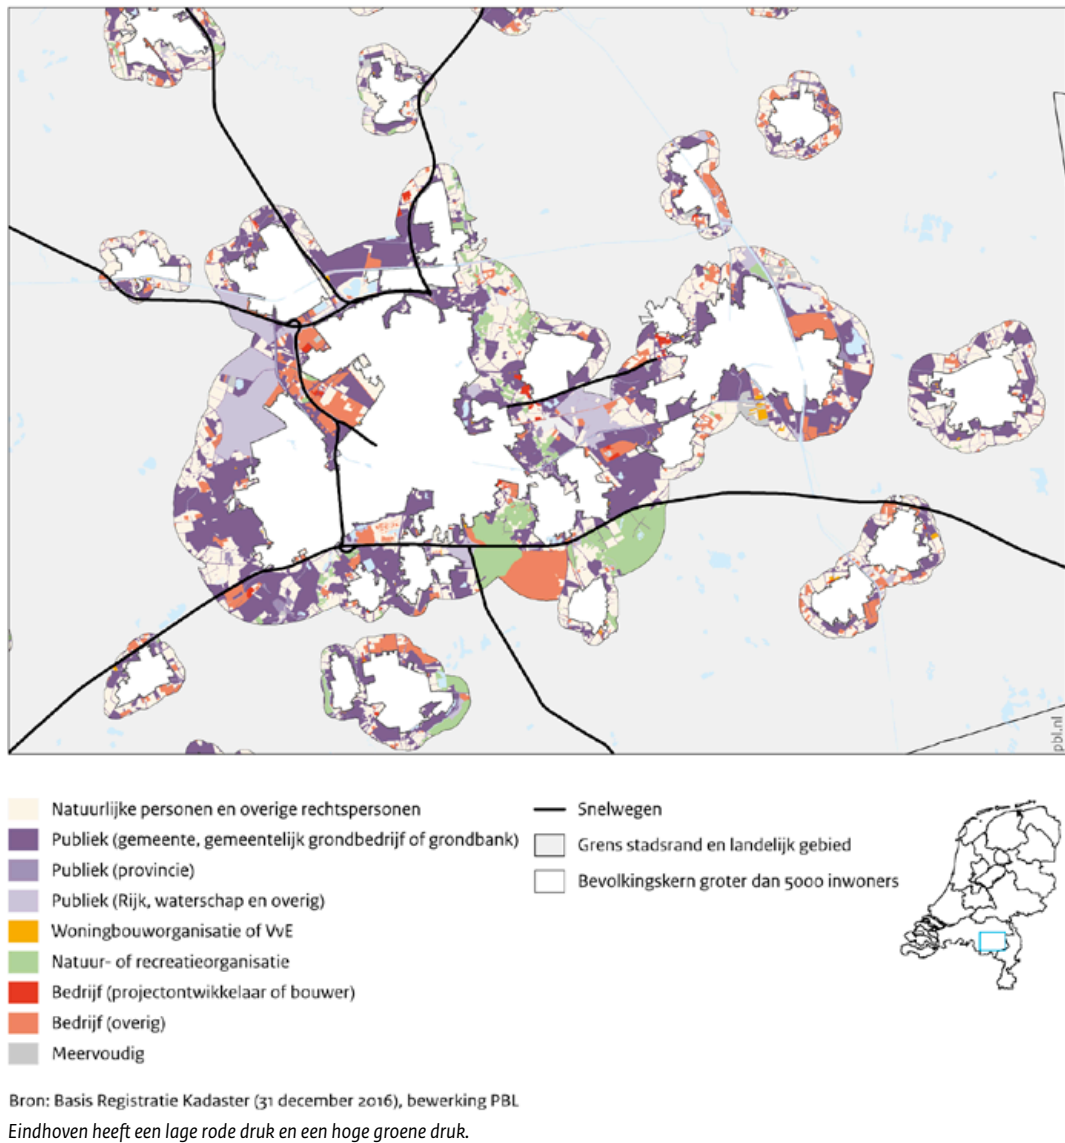 pbl.nl
Natuurlijke personen en overige rechtspersonen
Publiek (gemeente, gemeentelijk grondbedrijf of grondbank)
Publiek (provincie)
Publiek (Rijk, waterschap en overig)
Woningbouworganisatie of VvE
Natuur- of recreatieorganisatie
Bedrijf (projectontwikkelaar of bouwer)
Bedrijf (overig)
Meervoudig
Snelwegen
Grens stadsrand en landelijk gebied
Bevolkingskern groter dan 5000 inwoners
Bron: Basis Registratie Kadaster (31 december 2016), bewerking PBL
Eindhoven heeft een lage rode druk en een hoge groene druk.